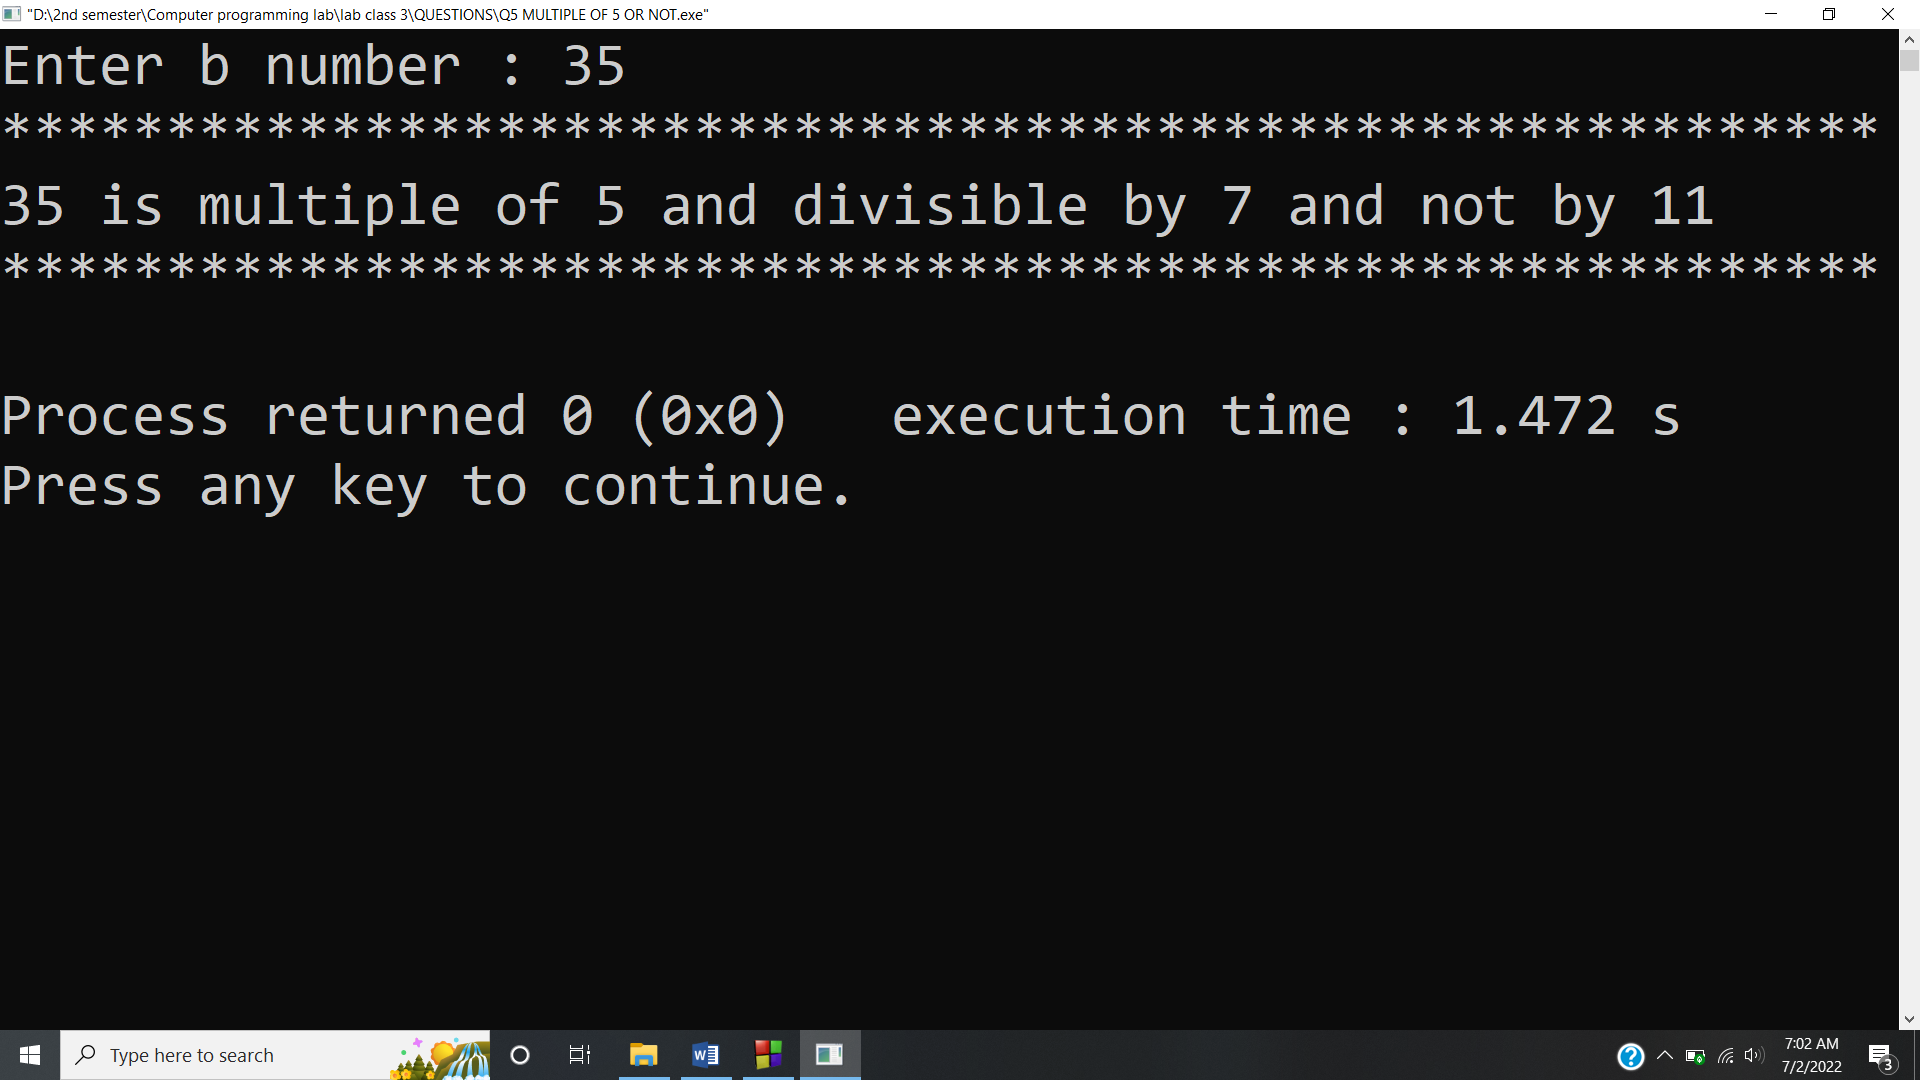 "D:\2nd semester\Computer programming lab\lab class 3\QUESTIONS\Q5 MULTIPLE OF 5 OR NOT.exe"
Enter b number : 35
*********************************************************
35 is multiple of 5 and divisible by 7 and not by 11
*********************************************************
Process returned 0 (0x0)   execution time : 1.472 s
Press any key to continue.
Type here to search
7:02 AM
7/2/2022
3